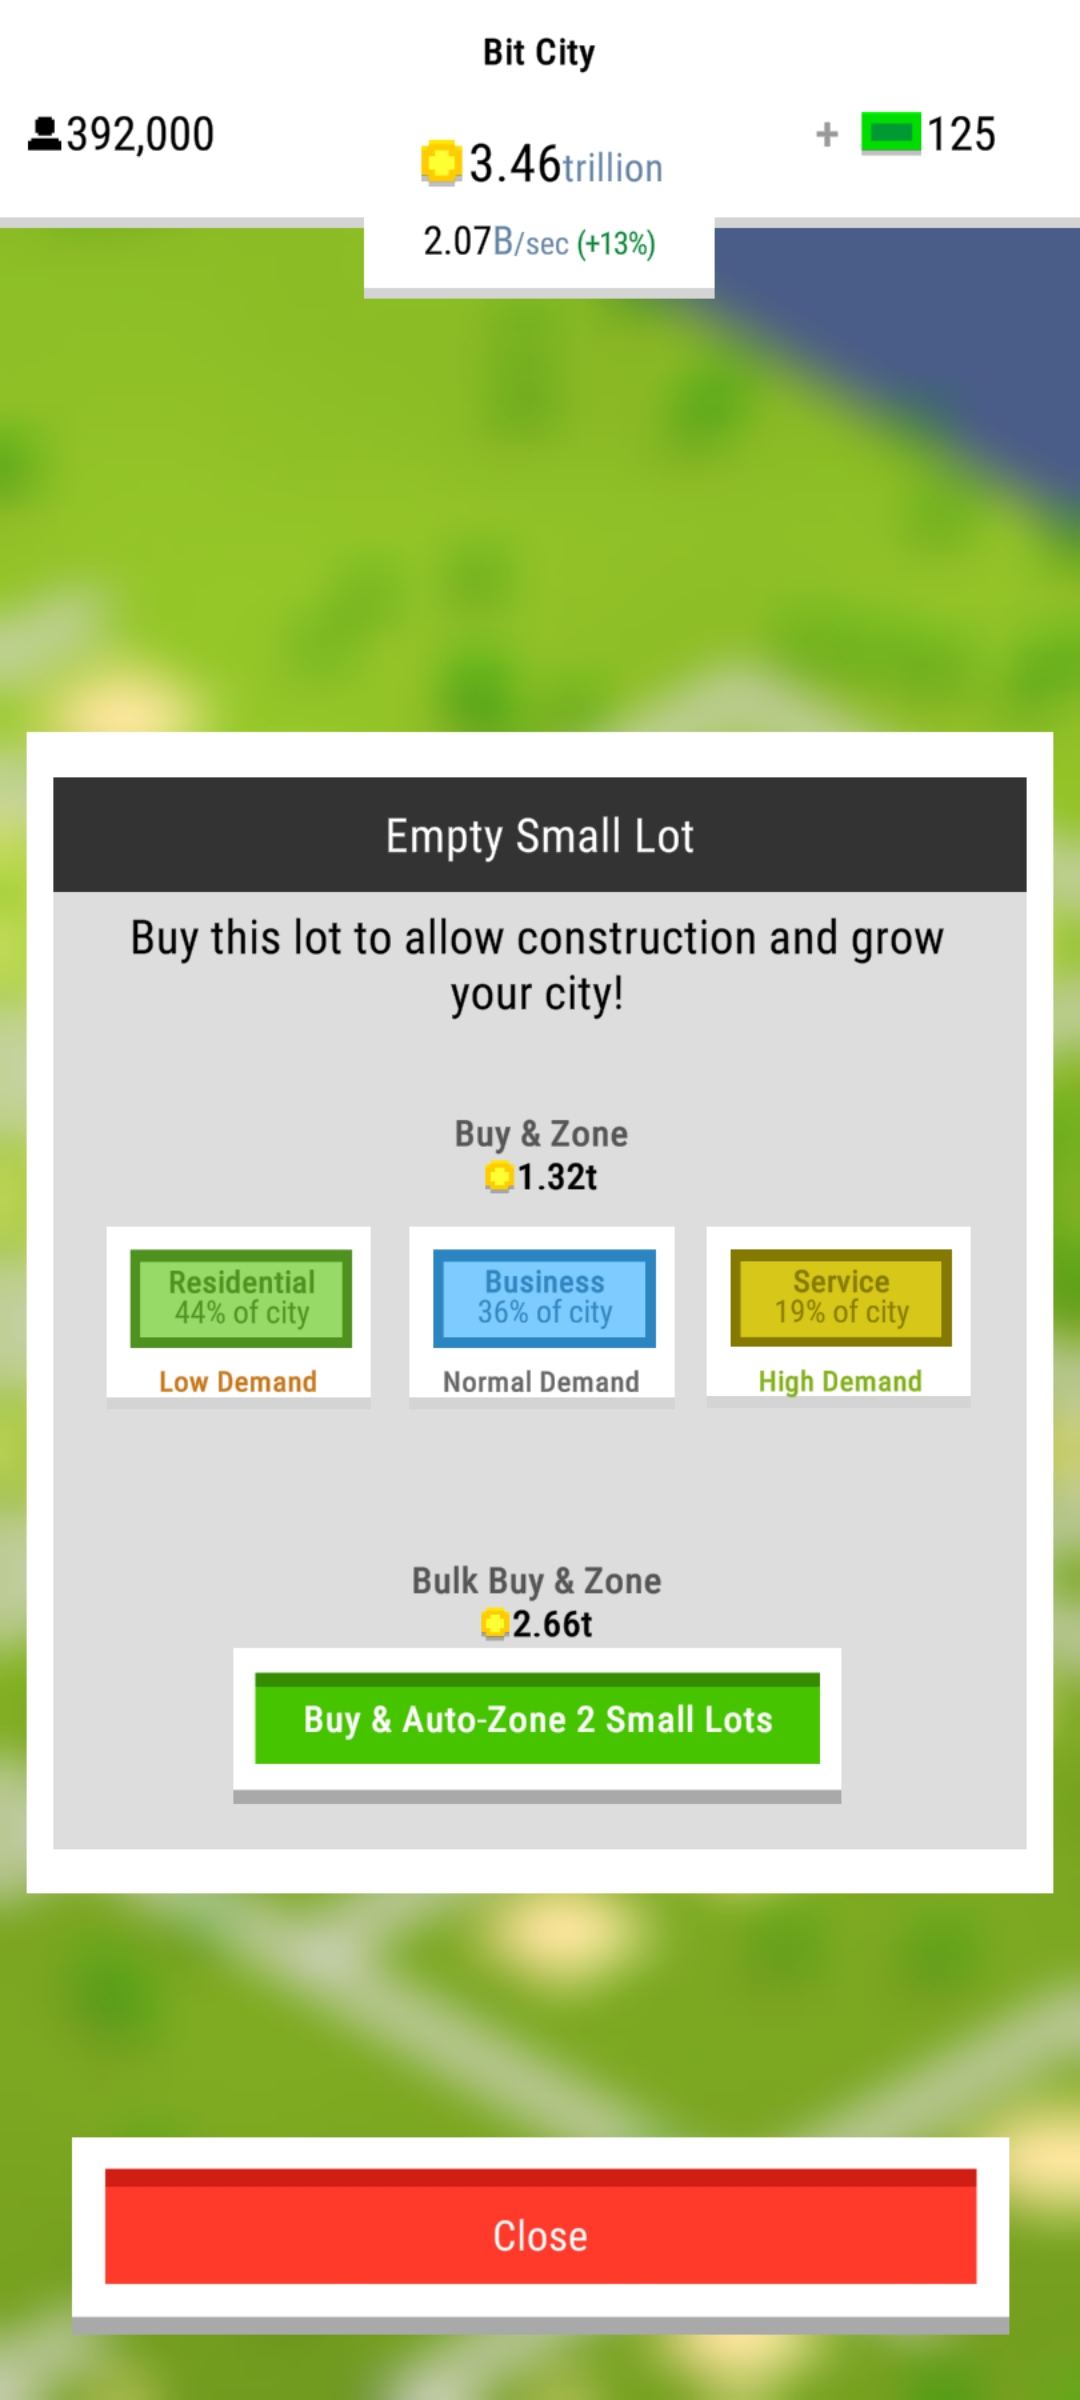 Bit City
392,000
3.46trillion
+ 125
2.07B/sec (+13%)
Empty Small Lot
Buy this lot to allow construction and grow
your city!
Buy & Zone
1.32t
Residential
44% of city
Low Demand
Business
36% of city
Normal Demand
Service
19% of city
High Demand
Bulk Buy & Zone
2.66t
Buy & Auto-Zone 2 Small Lots
Close